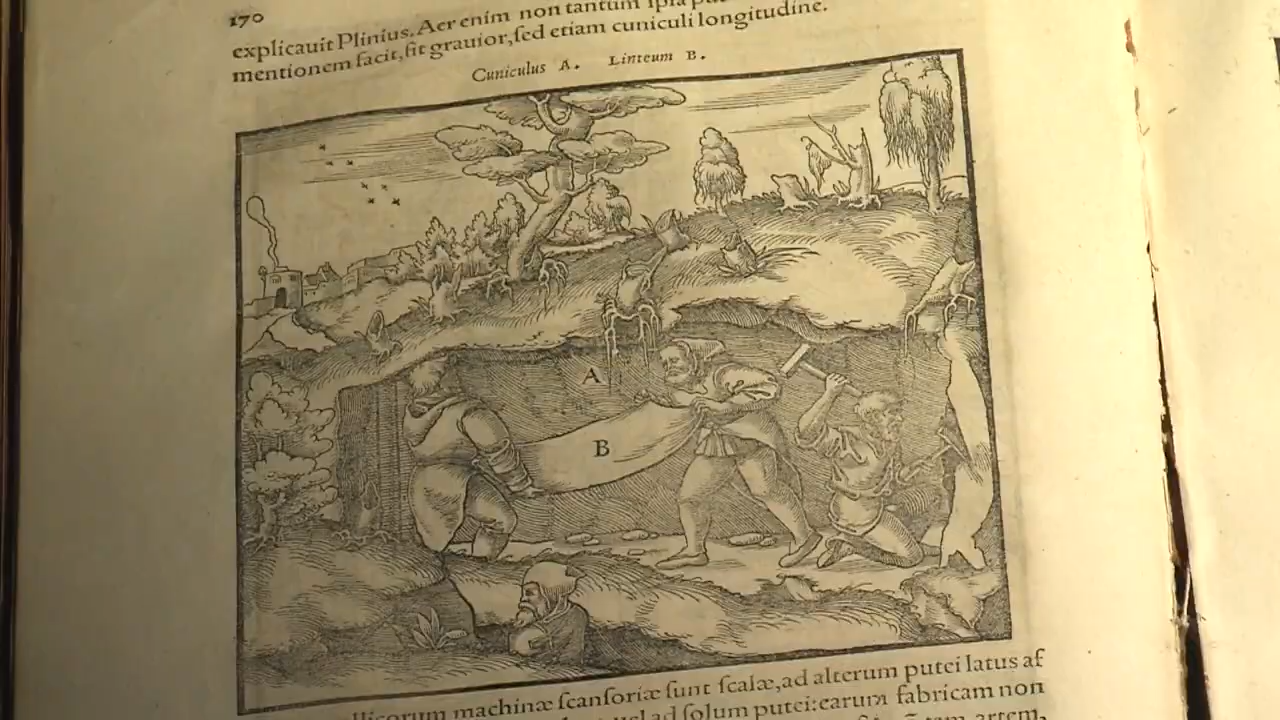 170
explicauit Plinius. Aer enim non tantum ipſa
mentionem facit, fit grauior, ſed etiam cuniculi longitudine.
Cuniculus A. Linteum B.
A
B
machinæ ſcanſoriæ ſunt ſcalæ, ad alterum putei latus af
ad ſolum putei: earum fabricam non
artem,